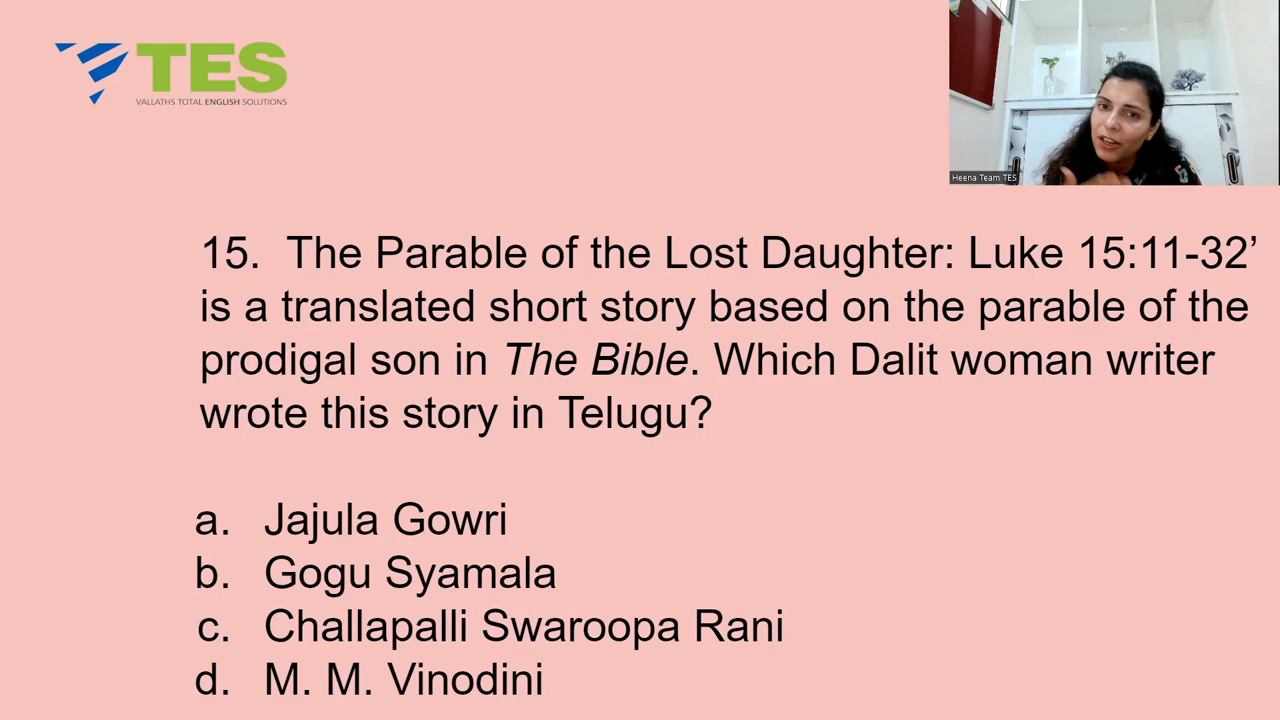 TES
VALLATHS TOTAL ENGLISH SOLUTIONS
Heena Team TES
15. The Parable of the Lost Daughter: Luke 15:11-32’
is a translated short story based on the parable of the
prodigal son in The Bible. Which Dalit woman writer
wrote this story in Telugu?
a. Jajula Gowri
b. Gogu Syamala
c. Challapalli Swaroopa Rani
d. M. M. Vinodini